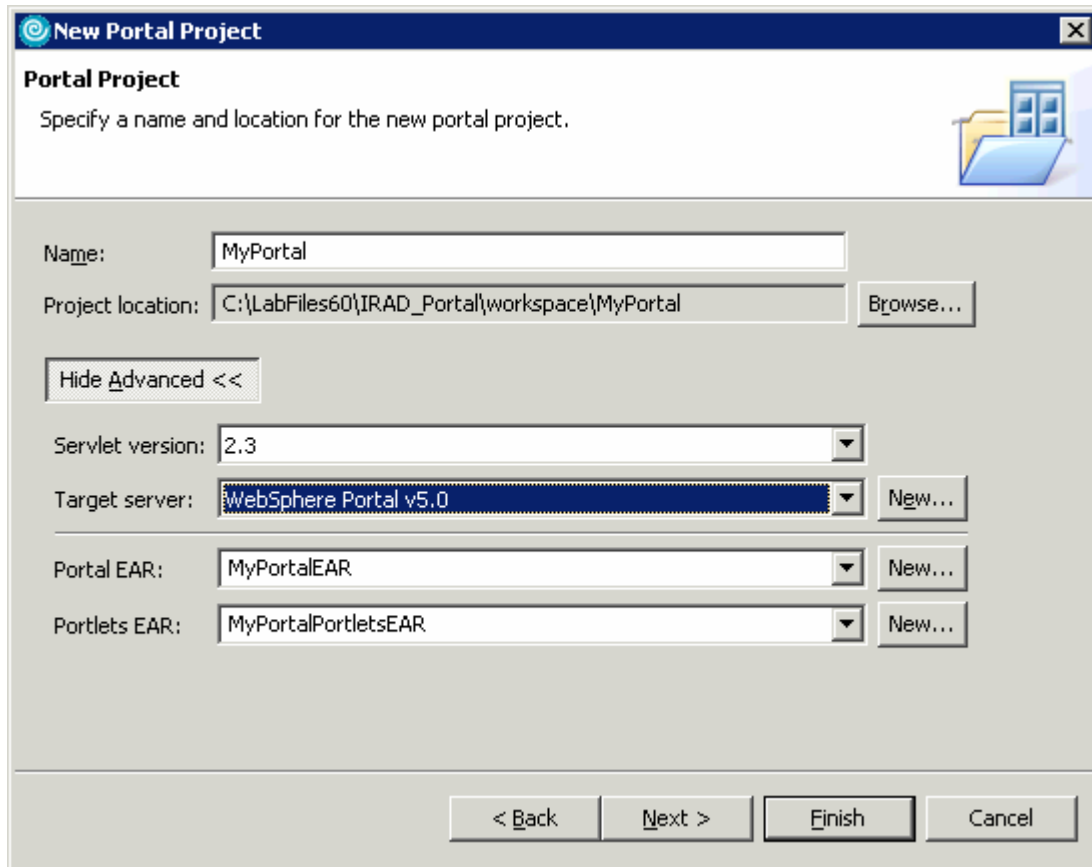 New Portal Project
Portal Project
Specify a name and location for the new portal project.
Name: MyPortal
Project location: C:\LabFiles60\IRAD_Portal\workspace\MyPortal Browse...
Hide Advanced <<
Servlet version: 2.3
Target server: WebSphere Portal v5.0 New...
Portal EAR: MyPortalEAR New...
Portlets EAR: MyPortalPortletsEAR New...
< Back Next > Finish Cancel